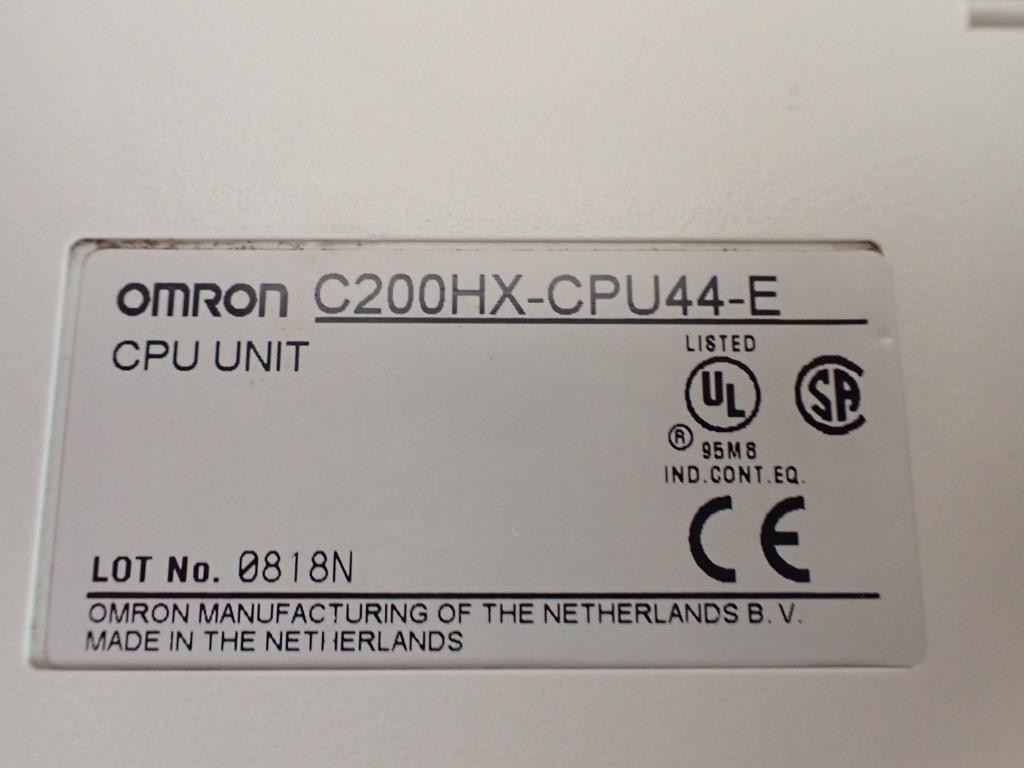 OMRON C200HX-CPU44-E
CPU UNIT
LISTED
UL
SA
® 95M8
IND.CONT.EQ.
CE
LOT No. 0818N
OMRON MANUFACTURING OF THE NETHERLANDS B.V.
MADE IN THE NETHERLANDS